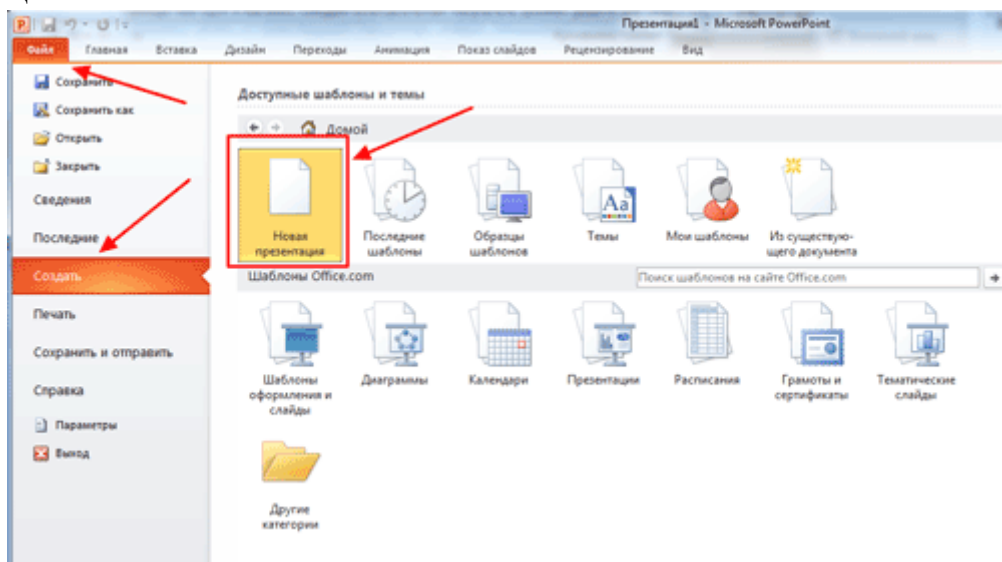 Презентация1 - Microsoft PowerPoint
Файл Главная Вставка Дизайн Переходы Анимация Показ слайдов Рецензирование Вид
Сохранить
Сохранить как
Открыть
Закрыть
Сведения
Последние
Создать
Печать
Сохранить и отправить
Справка
Параметры
Выход
Доступные шаблоны и темы
Домой
Новая
презентация
Последние
шаблоны
Образцы
шаблонов
Темы
Мои шаблоны
Из существую-
щего документа
Шаблоны Office.com
Поиск шаблонов на сайте Office.com
Шаблоны
оформления и
слайды
Диаграммы
Календари
Презентации
Расписания
Грамоты и
сертификаты
Тематические
слайды
Другие
категории